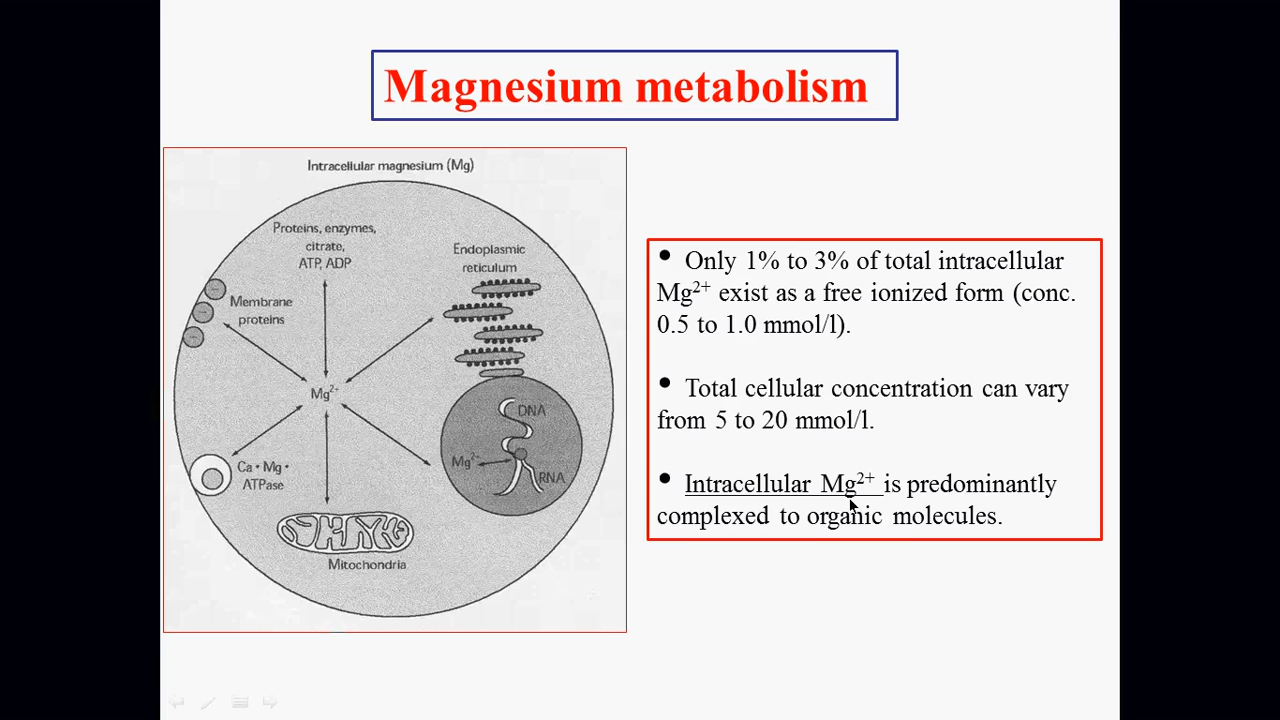 Magnesium metabolism
Intracellular magnesium (Mg)
Proteins, enzymes,
citrate,
ATP, ADP
Endoplasmic
reticulum
Membrane
proteins
Mg²⁺
DNA
Mg²⁺
RNA
Ca • Mg •
ATPase
Mitochondria
• Only 1% to 3% of total intracellular
Mg²⁺ exist as a free ionized form (conc.
0.5 to 1.0 mmol/l).
• Total cellular concentration can vary
from 5 to 20 mmol/l.
• Intracellular Mg²⁺ is predominantly
complexed to organic molecules.